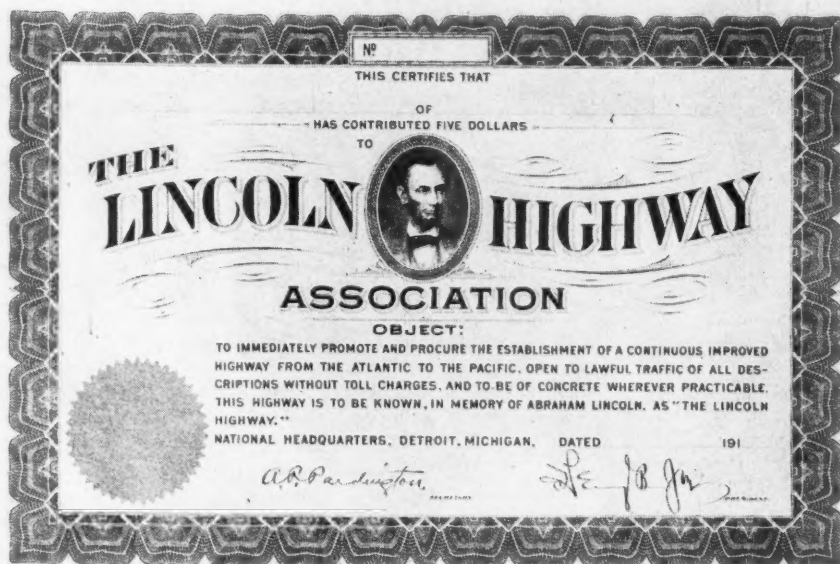 Nº
THIS CERTIFIES THAT
OF
HAS CONTRIBUTED FIVE DOLLARS
TO
THE
LINCOLN HIGHWAY
ASSOCIATION
OBJECT:
TO IMMEDIATELY PROMOTE AND PROCURE THE ESTABLISHMENT OF A CONTINUOUS IMPROVED
HIGHWAY FROM THE ATLANTIC TO THE PACIFIC, OPEN TO LAWFUL TRAFFIC OF ALL DES-
CRIPTIONS WITHOUT TOLL CHARGES, AND TO BE OF CONCRETE WHEREVER PRACTICABLE.
THIS HIGHWAY IS TO BE KNOWN, IN MEMORY OF ABRAHAM LINCOLN, AS "THE LINCOLN
HIGHWAY."
NATIONAL HEADQUARTERS, DETROIT, MICHIGAN, DATED 191
A.R. Pardington,
SECRETARY. PRESIDENT.